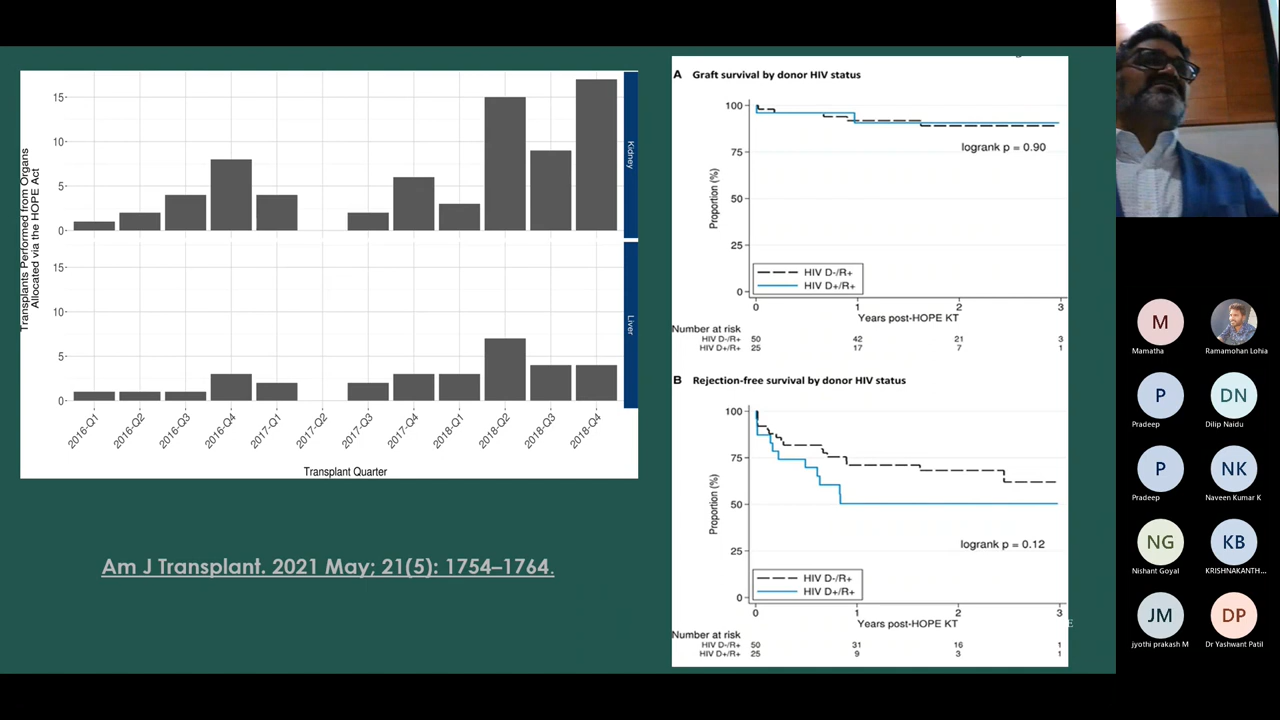 Transplants Performed from Organs
Allocated via the HOPE Act
15
10
5
0
Kidney
15
10
5
0
Liver
2016-Q1
2016-Q2
2016-Q3
2016-Q4
2017-Q1
2017-Q2
2017-Q3
2017-Q4
2018-Q1
2018-Q2
2018-Q3
2018-Q4
Transplant Quarter
Am J Transplant. 2021 May; 21(5): 1754–1764.
A Graft survival by donor HIV status
100
75
50
25
0
Proportion (%)
logrank p = 0.90
HIV D-/R+
HIV D+/R+
0 1 2 3
Years post-HOPE KT
Number at risk
HIV D-/R+ 50 42 21 3
HIV D+/R+ 25 17 7 1
B Rejection-free survival by donor HIV status
100
75
50
25
0
Proportion (%)
logrank p = 0.12
HIV D-/R+
HIV D+/R+
0 1 2 3
Years post-HOPE KT
Number at risk
HIV D-/R+ 50 31 16 1
HIV D+/R+ 25 9 3 1
M
Mamatha
Ramamohan Lohia
P
Pradeep
DN
Dilip Naidu
P
Pradeep
NK
Naveen Kumar K
NG
Nishant Goyal
KB
KRISHNAKANTH...
JM
jyothi prakash M
DP
Dr Yashwant Patil